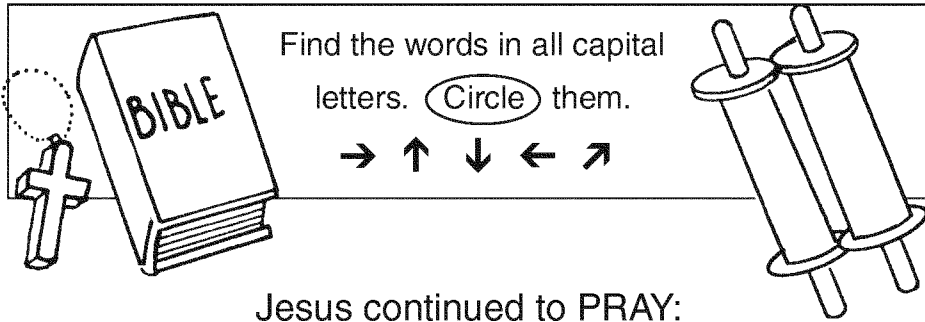 Find the words in all capital
letters. Circle them.
→ ↑ ↓ ← ↗
BIBLE
Jesus continued to PRAY: